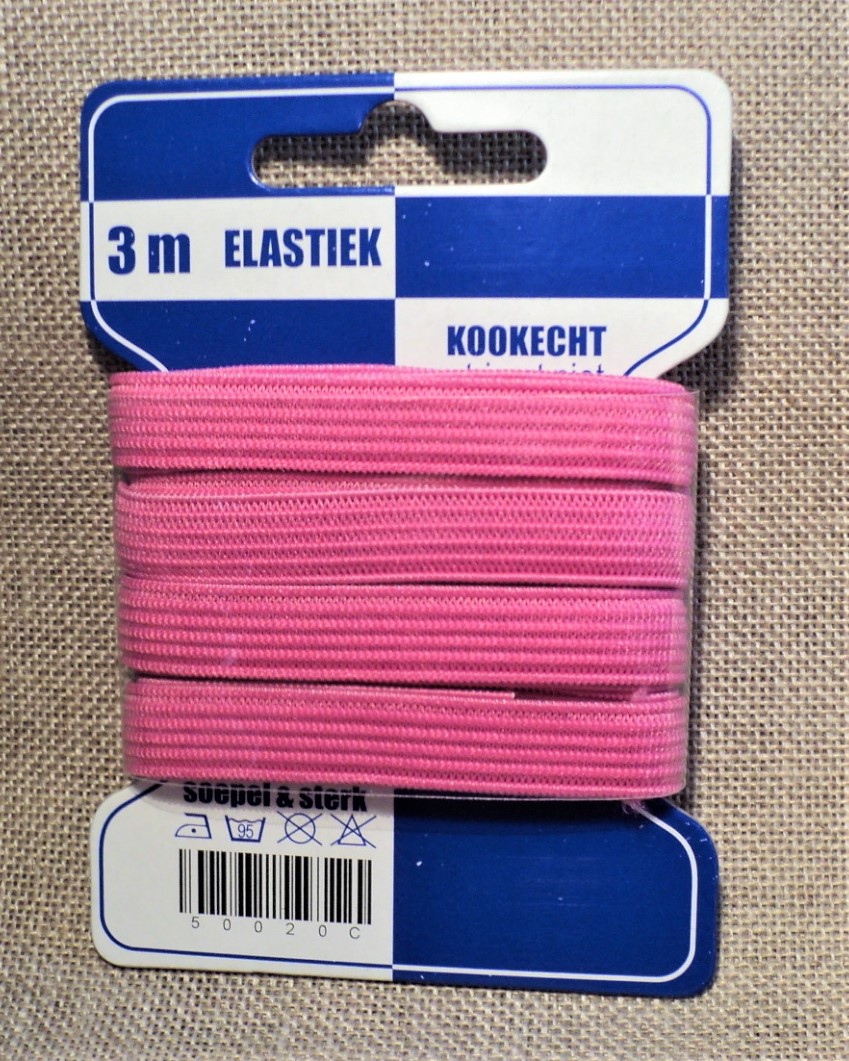 3 m ELASTIEK
KOOKECHT
soepel & sterk
95
50020C